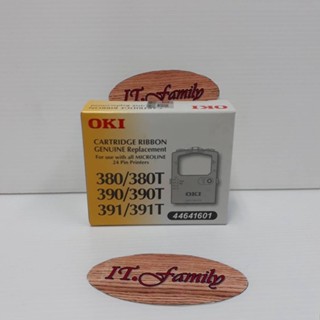 IT.Family
OKI
OKI
CARTRIDGE RIBBON
GENUINE Replacement
For use with all MICROLINE
24 Pin Printers
380/380T
390/390T
391/391T
OKI
44641601
IT.Family